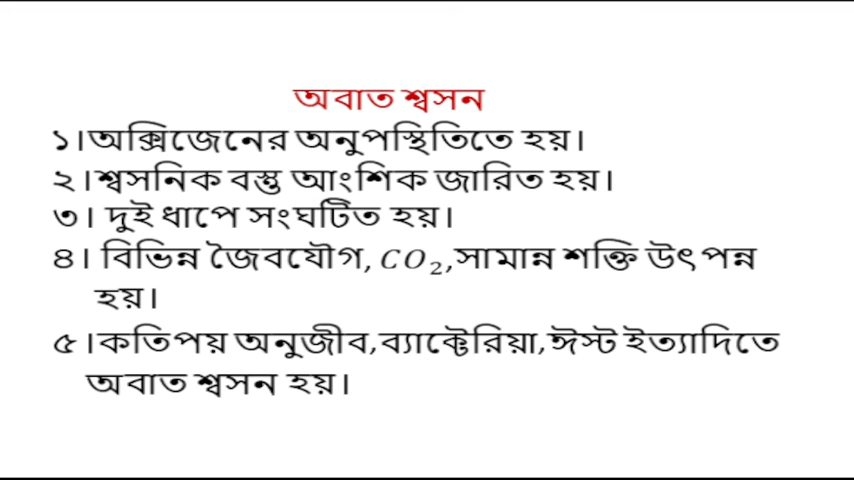 অবাত শ্বসন
১।অক্সিজেনের অনুপস্থিতিতে হয়।
২।শ্বসনিক বস্তু আংশিক জারিত হয়।
৩। দুই ধাপে সংঘটিত হয়।
৪। বিভিন্ন জৈবযৌগ, CO₂,সামান্ন শক্তি উৎপন্ন
হয়।
৫।কতিপয় অনুজীব,ব্যাক্টেরিয়া,ঈস্ট ইত্যাদিতে
অবাত শ্বসন হয়।